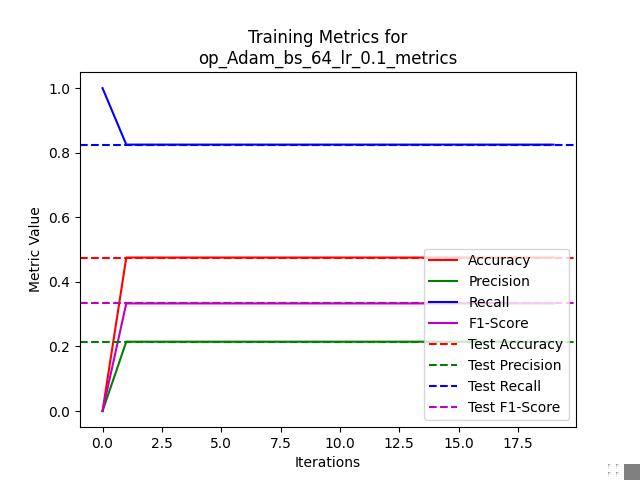 Training Metrics for
op_Adam_bs_64_lr_0.1_metrics
Metric Value
1.0
0.8
0.6
0.4
0.2
0.0
Accuracy
Precision
Recall
F1-Score
Test Accuracy
Test Precision
Test Recall
Test F1-Score
0.0 2.5 5.0 7.5 10.0 12.5 15.0 17.5
Iterations